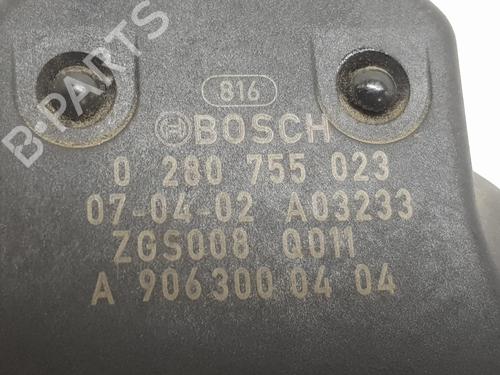 B-PARTS
816
BOSCH
0 280 755 023
07-04-02 A03233
ZGS008 Q011
A 906 300 04 04